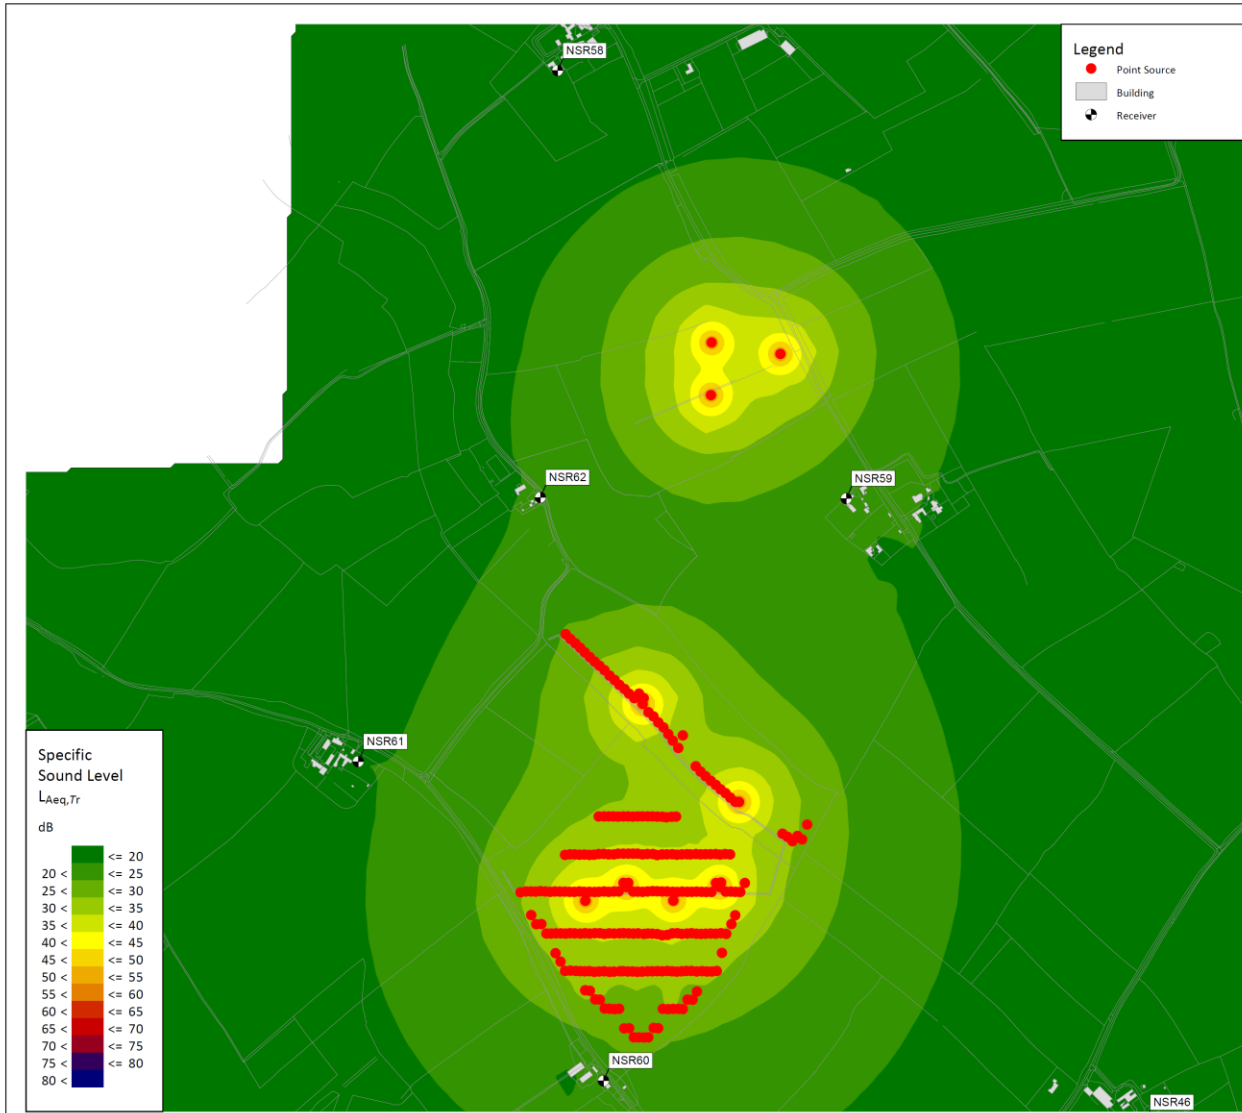 NSR58
Legend
Point Source
Building
Receiver
NSR62
NSR59
NSR61
Specific
Sound Level
LAeq,Tr
dB
<= 20
20 < <= 25
25 < <= 30
30 < <= 35
35 < <= 40
40 < <= 45
45 < <= 50
50 < <= 55
55 < <= 60
60 < <= 65
65 < <= 70
70 < <= 75
75 < <= 80
80 <
NSR60
NSR46